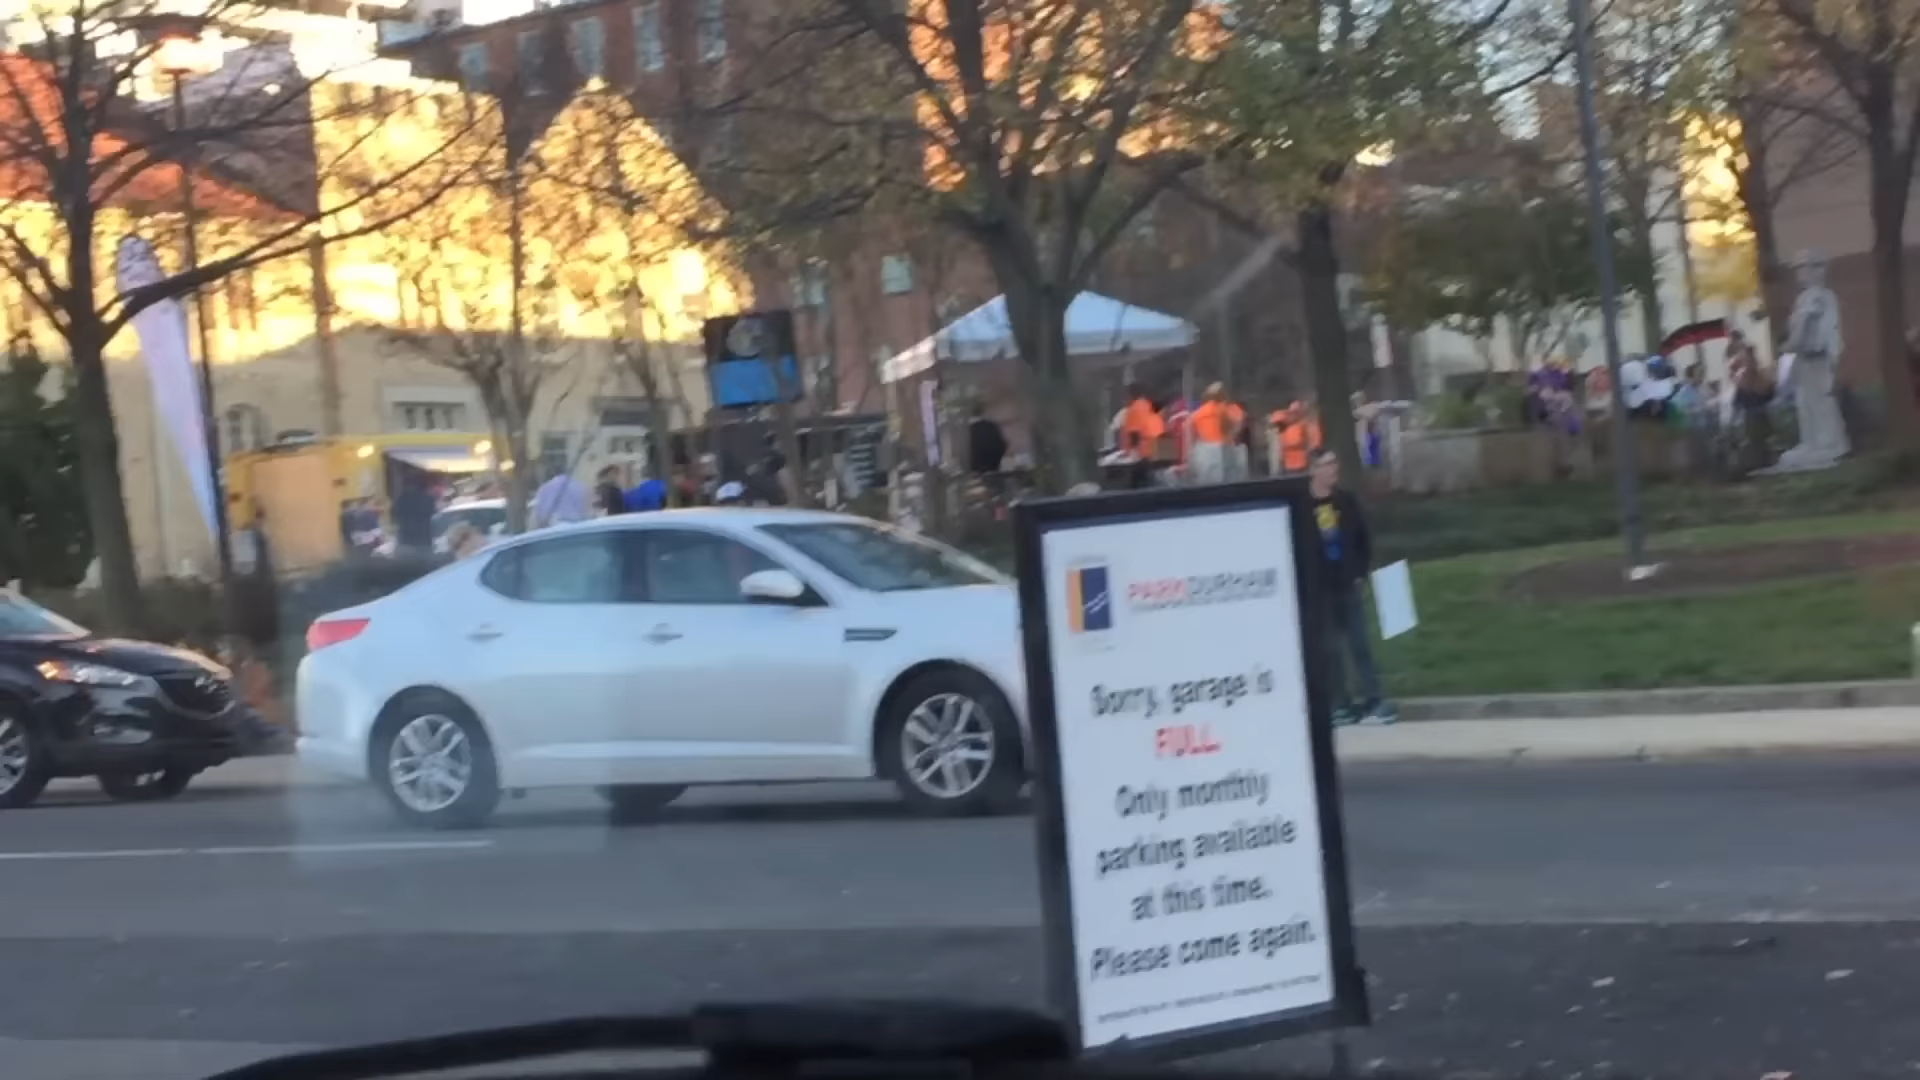 PARKDURHAM
Sorry, garage is
FULL.
Only monthly
parking available
at this time.
Please come again.